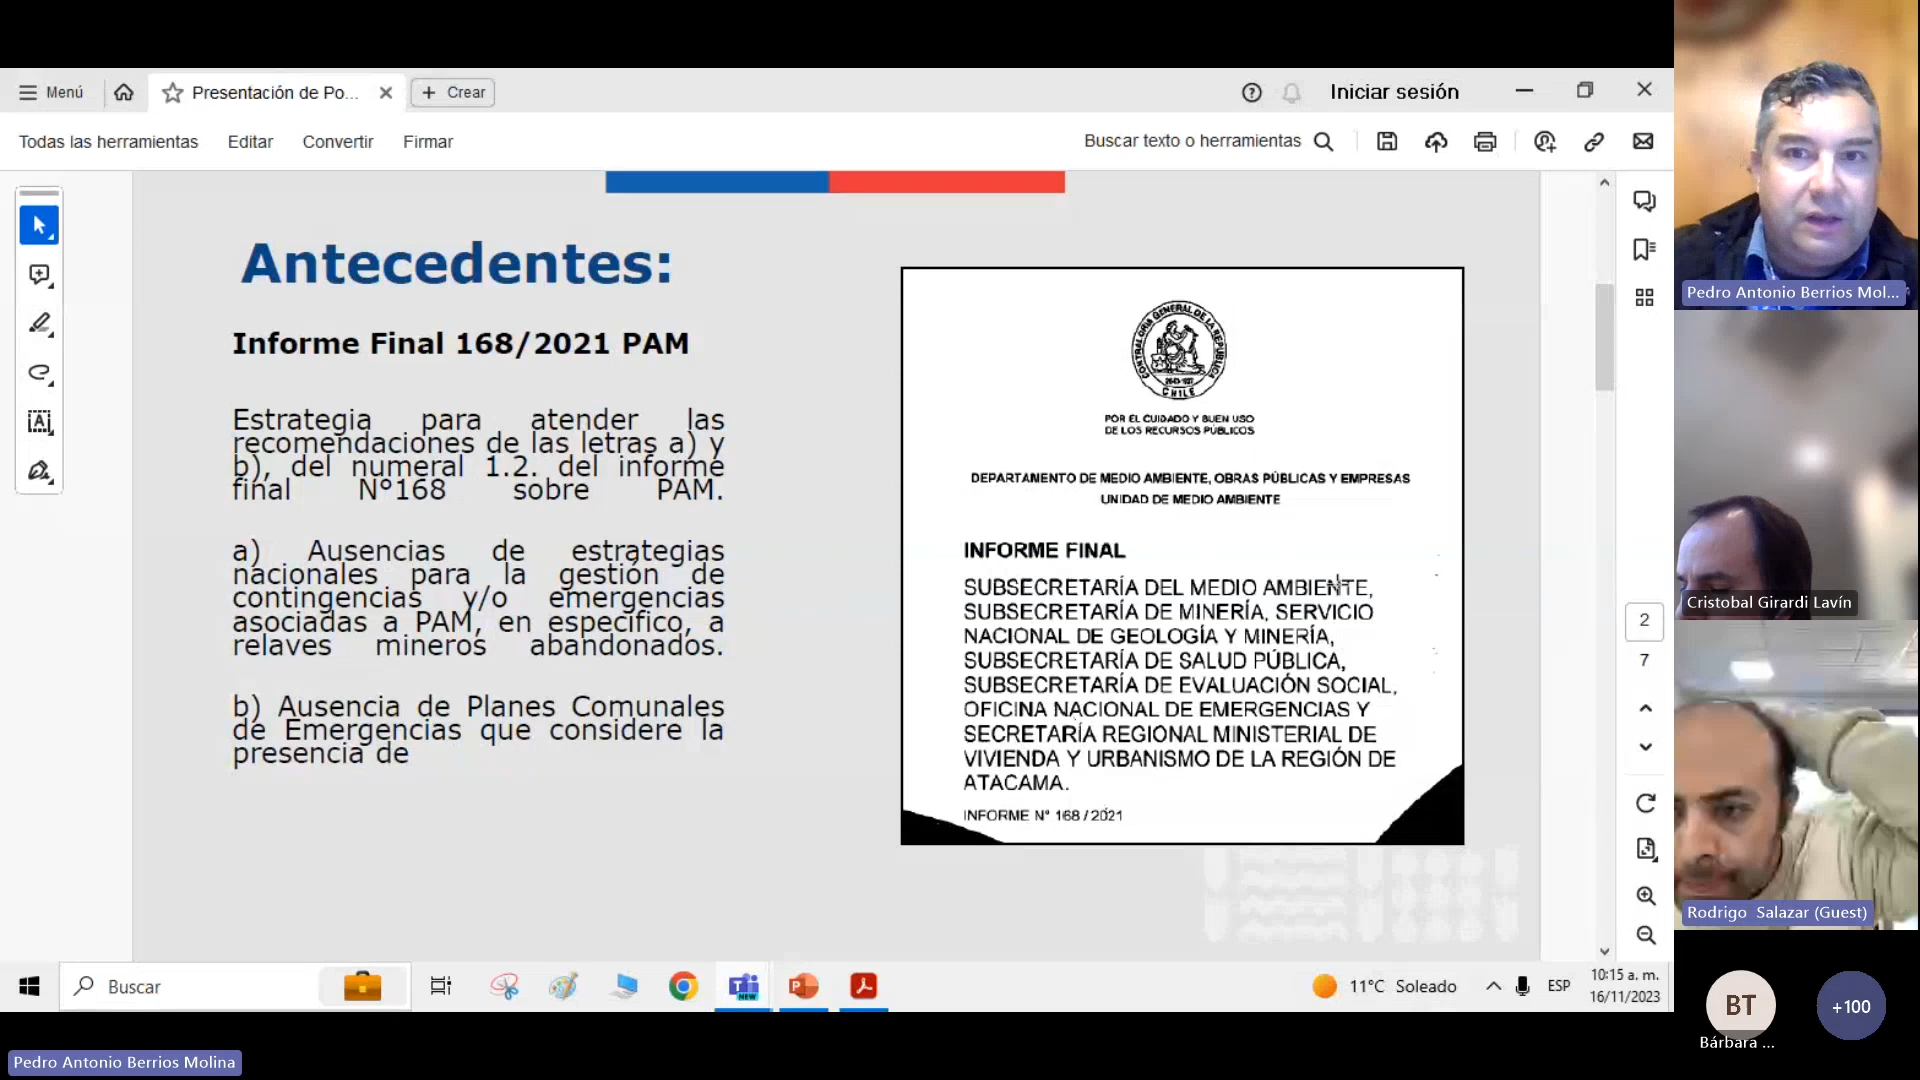 Menú
Presentación de Po...
Crear
Iniciar sesión
Todas las herramientas
Editar
Convertir
Firmar
Buscar texto o herramientas
Antecedentes:
Informe Final 168/2021 PAM
Estrategia para atender las
recomendaciones de las letras a) y
b), del numeral 1.2. del informe
final N°168 sobre PAM.
a) Ausencias de estrategias
nacionales para la gestión de
contingencias y/o emergencias
asociadas a PAM, en específico, a
relaves mineros abandonados.
b) Ausencia de Planes Comunales
de Emergencias que considere la
presencia de
CONTRALORIA GENERAL DE LA REPUBLICA
CHILE
POR EL CUIDADO Y BUEN USO
DE LOS RECURSOS PÚBLICOS
DEPARTAMENTO DE MEDIO AMBIENTE, OBRAS PÚBLICAS Y EMPRESAS
UNIDAD DE MEDIO AMBIENTE
INFORME FINAL
SUBSECRETARÍA DEL MEDIO AMBIENTE,
SUBSECRETARÍA DE MINERÍA, SERVICIO
NACIONAL DE GEOLOGÍA Y MINERÍA,
SUBSECRETARÍA DE SALUD PÚBLICA,
SUBSECRETARÍA DE EVALUACIÓN SOCIAL,
OFICINA NACIONAL DE EMERGENCIAS Y
SECRETARÍA REGIONAL MINISTERIAL DE
VIVIENDA Y URBANISMO DE LA REGIÓN DE
ATACAMA.
INFORME N° 168 / 2021
2
7
Buscar
11°C Soleado
ESP
10:15 a. m.
16/11/2023
Pedro Antonio Berrios Mol...
Cristobal Girardi Lavín
Rodrigo Salazar (Guest)
BT
Bárbara ...
+100
Pedro Antonio Berrios Molina